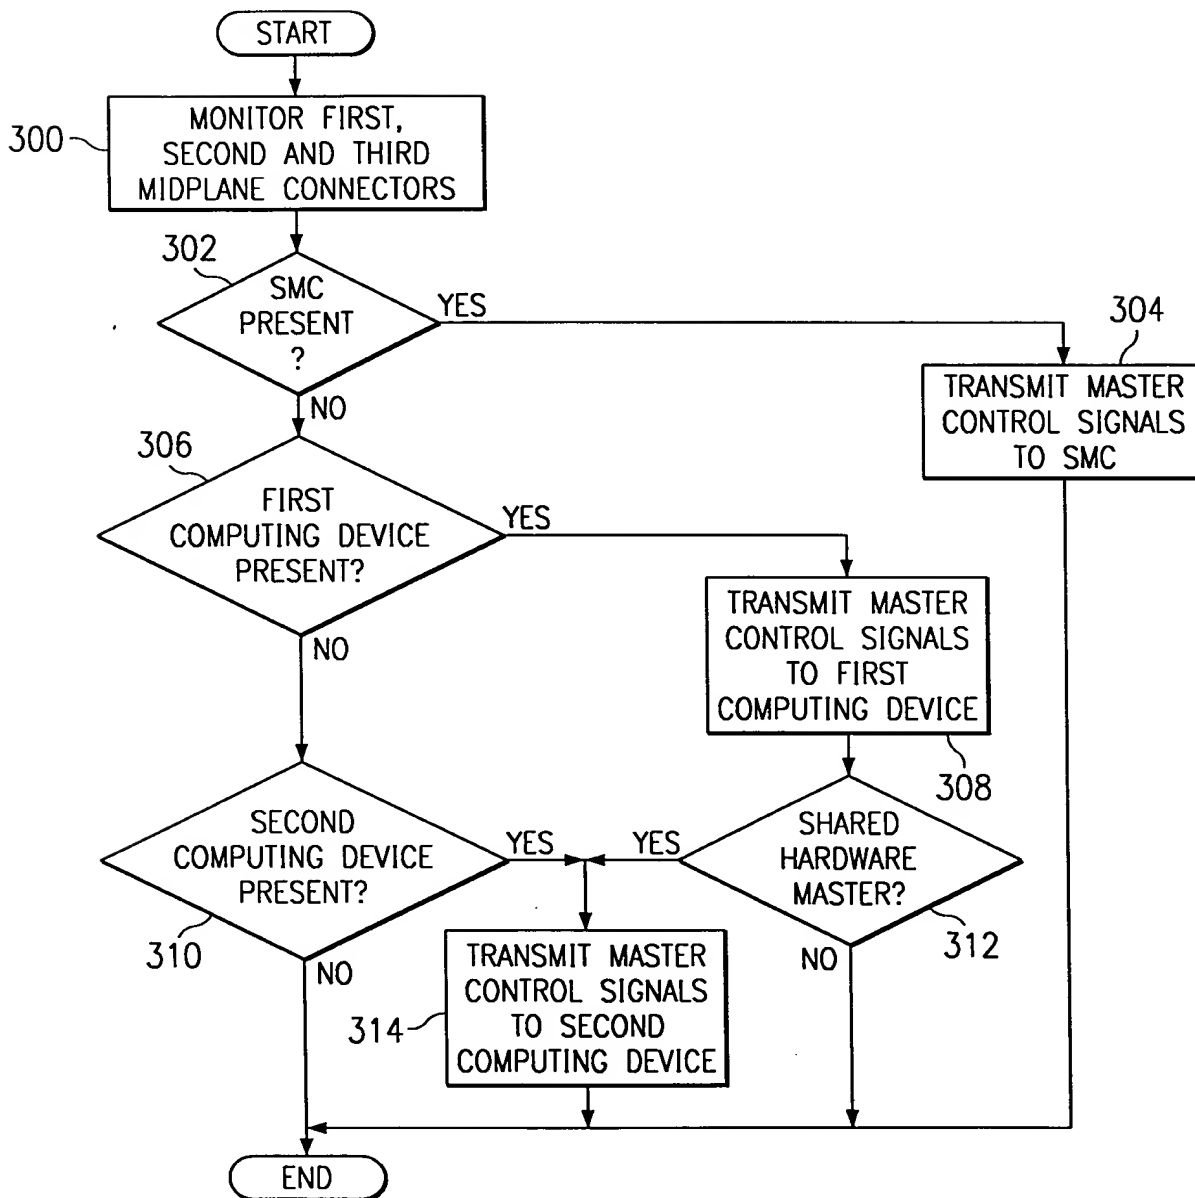 START
300
MONITOR FIRST,
SECOND AND THIRD
MIDPLANE CONNECTORS
302
SMC
PRESENT
?
YES
NO
304
TRANSMIT MASTER
CONTROL SIGNALS
TO SMC
306
FIRST
COMPUTING DEVICE
PRESENT?
YES
NO
TRANSMIT MASTER
CONTROL SIGNALS
TO FIRST
COMPUTING DEVICE
308
SECOND
COMPUTING DEVICE
PRESENT?
YES
310
NO
YES
SHARED
HARDWARE
MASTER?
312
NO
314
TRANSMIT MASTER
CONTROL SIGNALS
TO SECOND
COMPUTING DEVICE
END